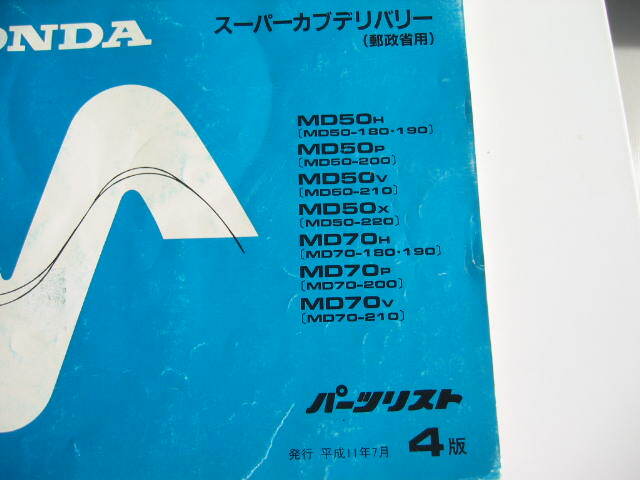 ONDA
スーパーカブデリバリー
(郵政省用)
MD50H
[MD50-180・190]
MD50P
[MD50-200]
MD50V
[MD50-210]
MD50X
[MD50-220]
MD70H
[MD70-180・190]
MD70P
[MD70-200]
MD70V
[MD70-210]
パーツリスト
発行 平成11年7月 4版